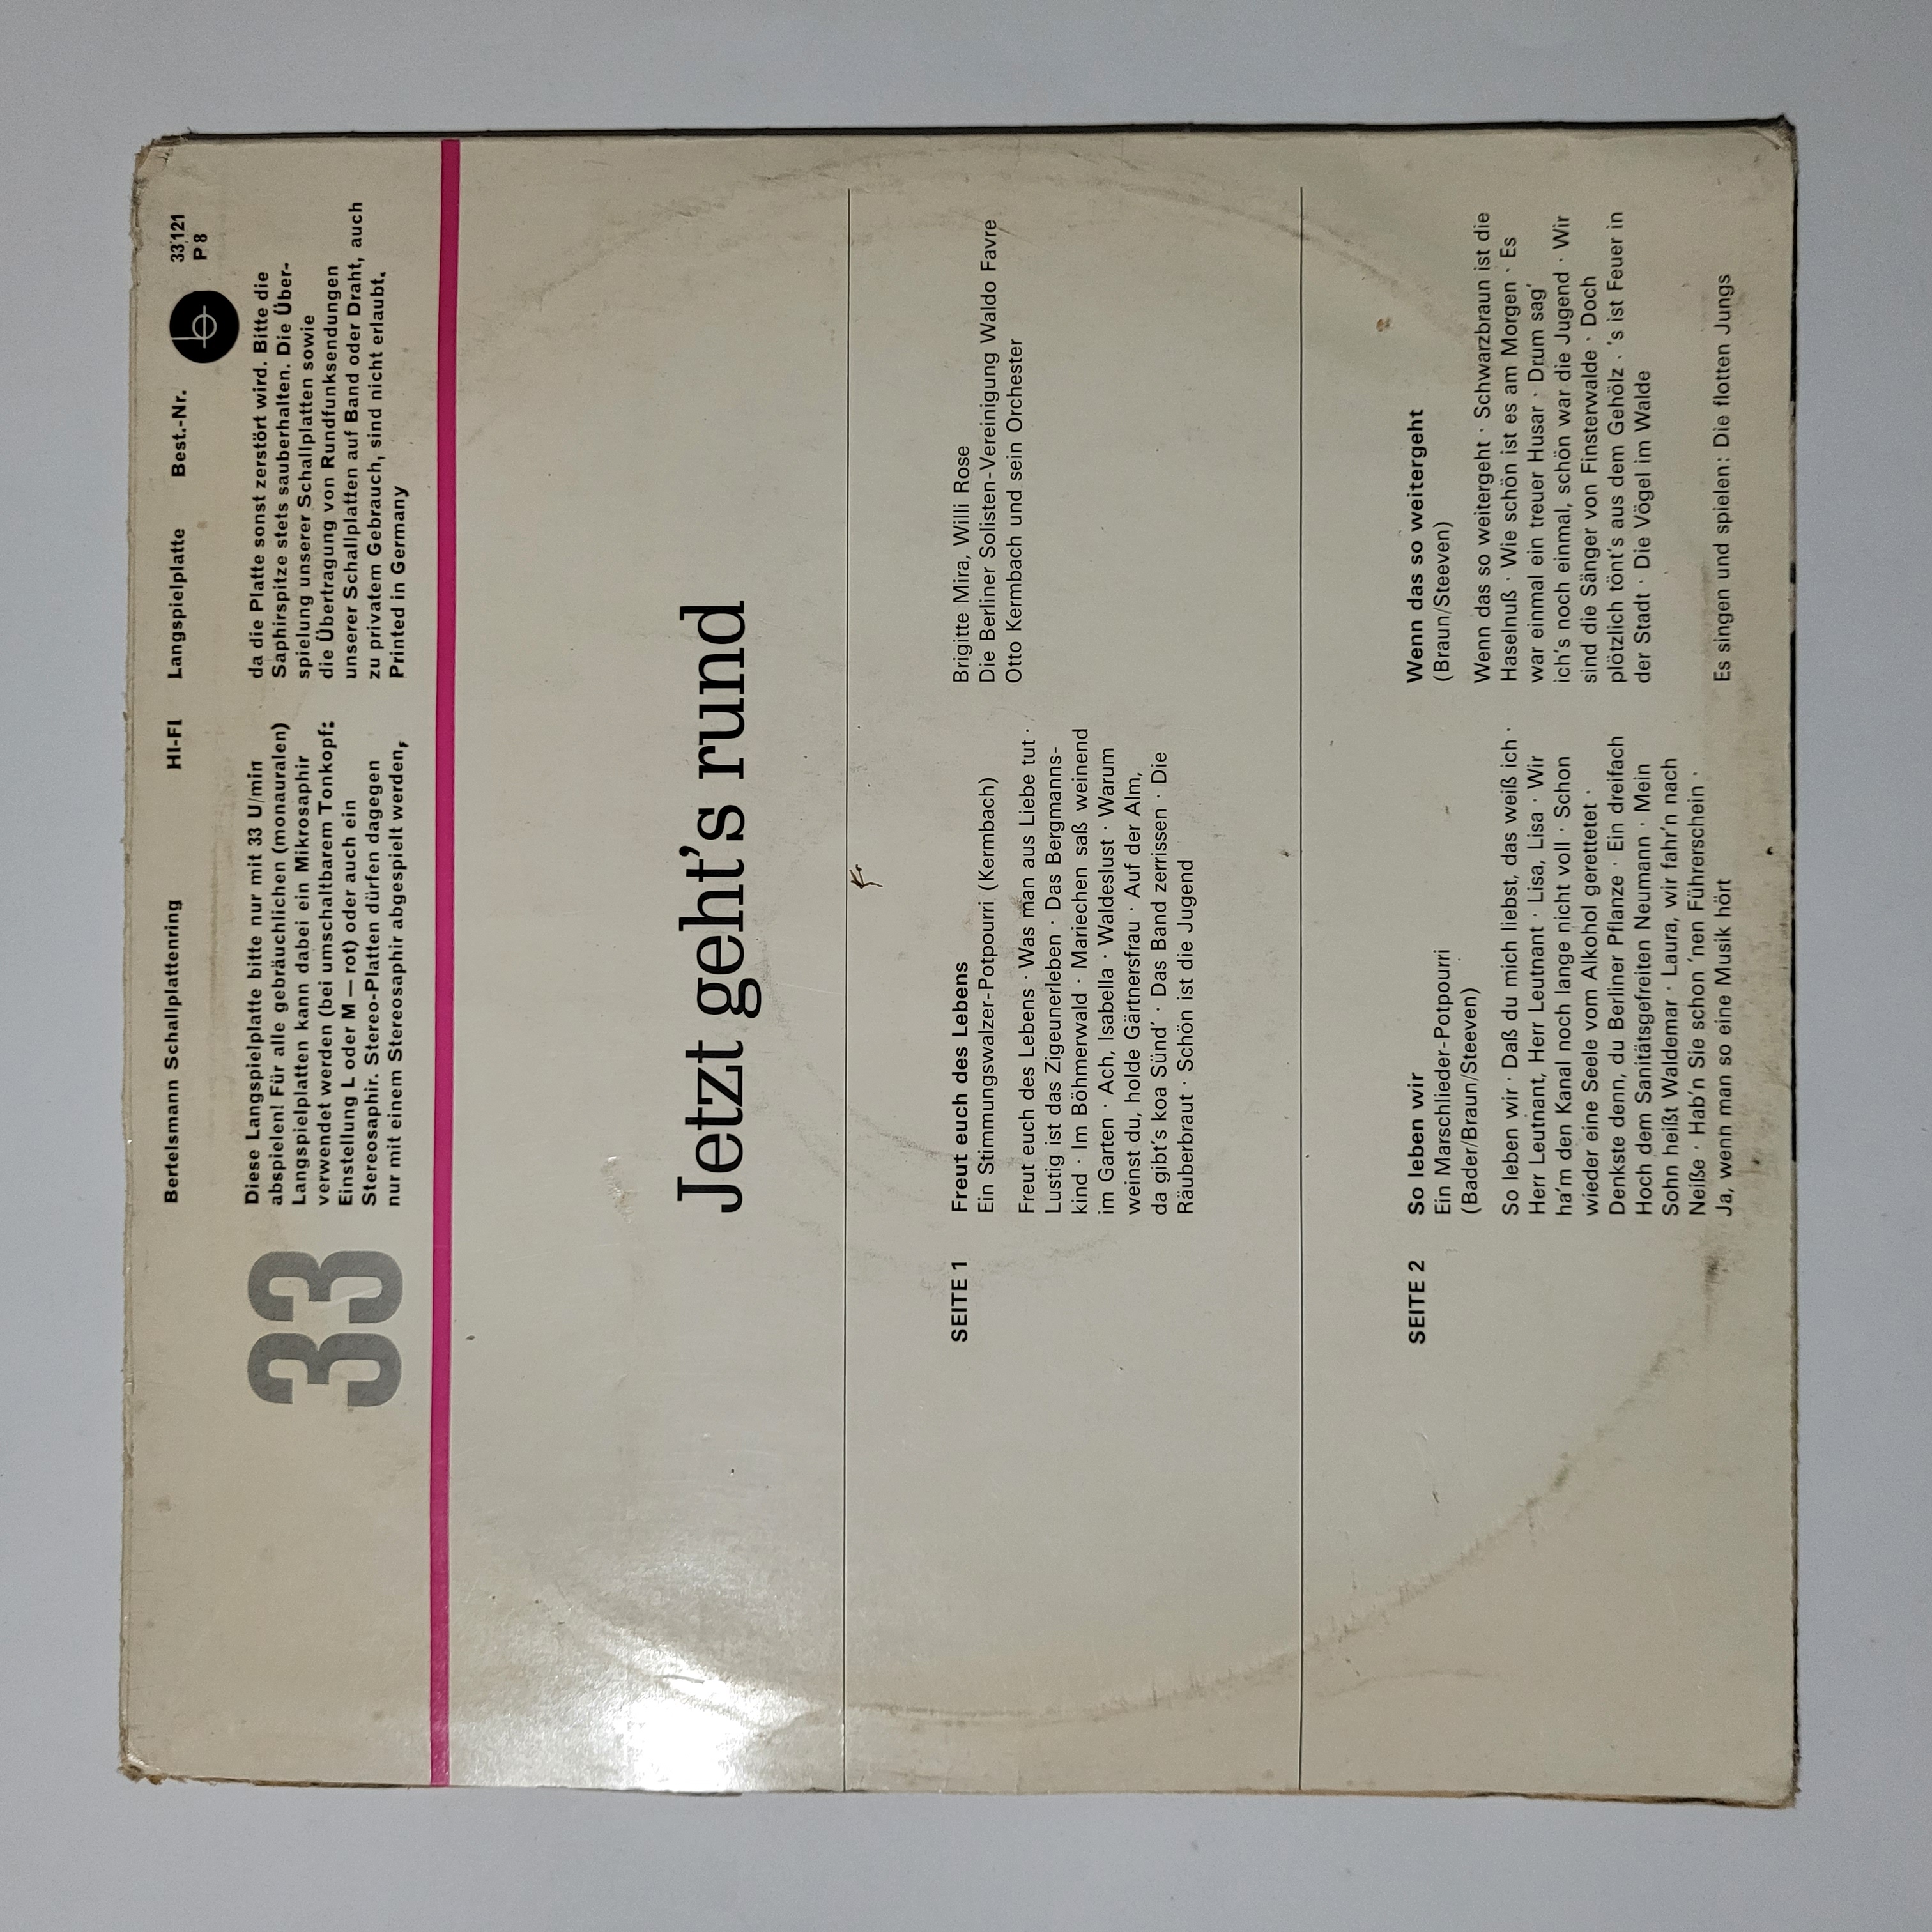 Bertelsmann Schallplattenring HI-FI Langspielplatte Best.-Nr. 33121
P8
33
Diese Langspielplatte bitte nur mit 33 U/min
abspielen! Für alle gebräuchlichen (monauralen)
Langspielplatten kann dabei ein Mikrosaphir
verwendet werden (bei umschaltbarem Tonkopf:
Einstellung L oder M — rot) oder auch ein
Stereosaphir. Stereo-Platten dürfen dagegen
nur mit einem Stereosaphir abgespielt werden,
da die Platte sonst zerstört wird. Bitte die
Saphirspitze stets sauberhalten. Die Über-
spielung unserer Schallplatten sowie
die Übertragung von Rundfunksendungen
unserer Schallplatten auf Band oder Draht, auch
zu privatem Gebrauch, sind nicht erlaubt.
Printed in Germany
Jetzt geht's rund
SEITE 1
Freut euch des Lebens
Ein Stimmungswalzer-Potpourri (Kermbach)
Freut euch des Lebens · Was man aus Liebe tut ·
Lustig ist das Zigeunerleben · Das Bergmanns-
kind · Im Böhmerwald · Mariechen saß weinend
im Garten · Ach, Isabella · Waldeslust · Warum
weinst du, holde Gärtnersfrau · Auf der Alm,
da gibt's koa Sünd' · Das Band zerrissen · Die
Räuberbraut · Schön ist die Jugend
Brigitte Mira, Willi Rose
Die Berliner Solisten-Vereinigung Waldo Favre
Otto Kermbach und sein Orchester
SEITE 2
So leben wir
Ein Marschlieder-Potpourri
(Bader/Braun/Steeven)
So leben wir · Daß du mich liebst, das weiß ich ·
Herr Leutnant, Herr Leutnant · Lisa, Lisa · Wir
ha'm den Kanal noch lange nicht voll · Schon
wieder eine Seele vom Alkohol gerettetet ·
Denkste denn, du Berliner Pflanze · Ein dreifach
Hoch dem Sanitätsgefreiten Neumann · Mein
Sohn heißt Waldemar · Laura, wir fahr'n nach
Neiße · Hab'n Sie schon 'nen Führerschein ·
Ja, wenn man so eine Musik hört
Wenn das so weitergeht
(Braun/Steeven)
Wenn das so weitergeht · Schwarzbraun ist die
Haselnuß · Wie schön ist es am Morgen · Es
war einmal ein treuer Husar · Drum sag'
ich's noch einmal, schön war die Jugend · Wir
sind die Sänger von Finsterwalde · Doch
plötzlich tönt's aus dem Gehölz · 's ist Feuer in
der Stadt · Die Vögel im Walde
Es singen und spielen: Die flotten Jungs